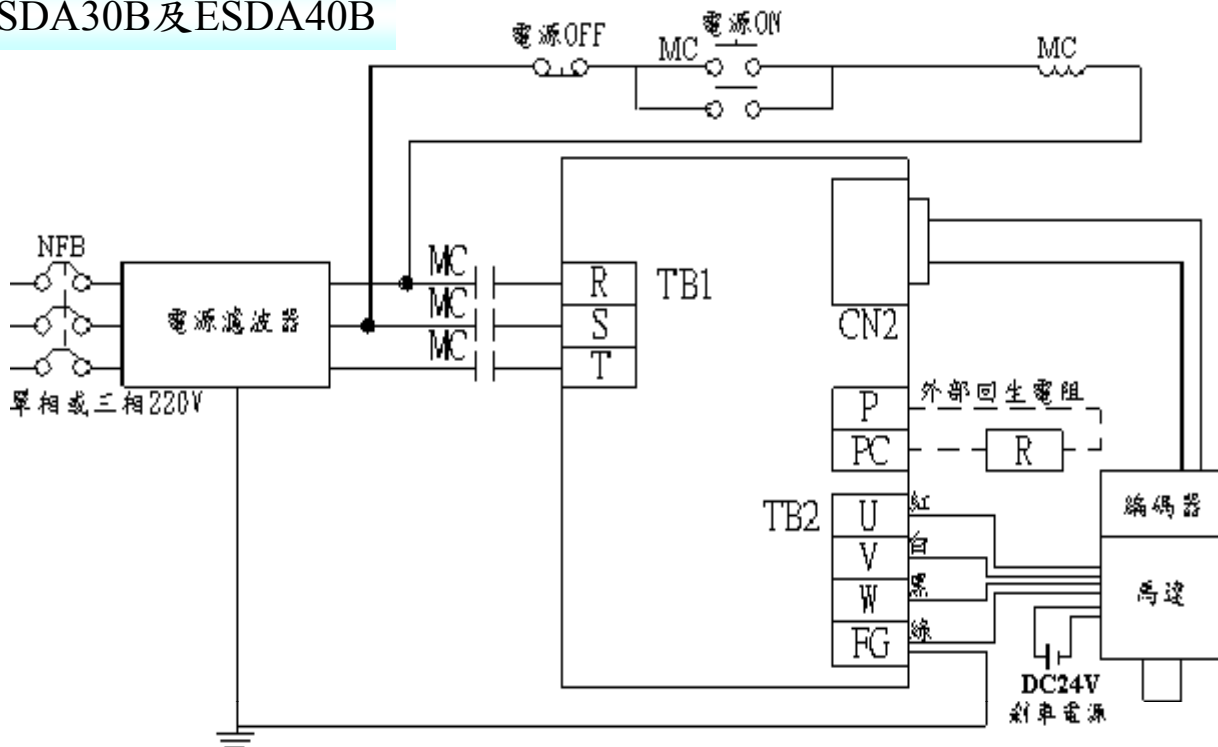 SDA30B及ESDA40B
電源OFF
MC
電源ON
MC
NFB
電源濾波器
單相或三相220V
MC
MC
MC
R
S
T
TB1
CN2
P
PC
外部回生電阻
R
TB2
U
V
W
FG
紅
白
黑
綠
編碼器
馬達
DC24V
剎車電源